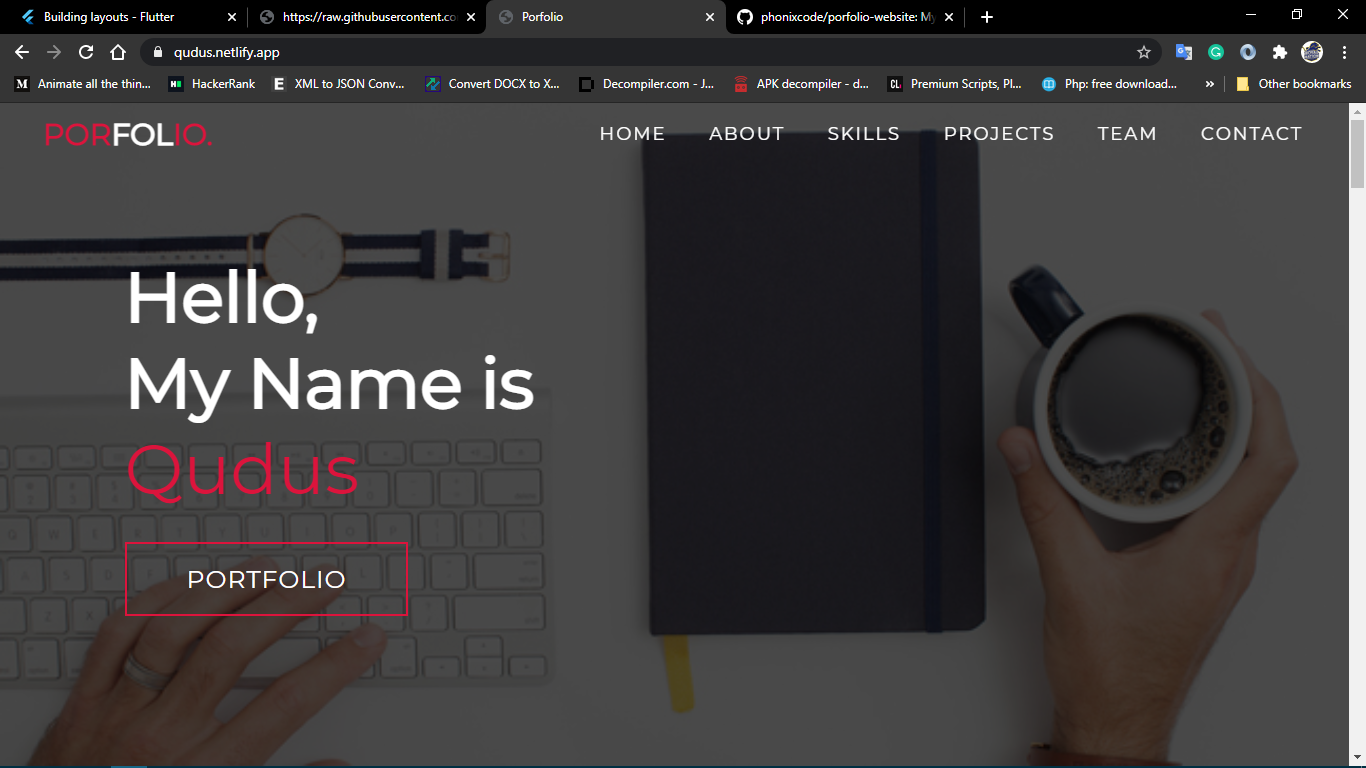 Building layouts - Flutter
https://raw.githubusercontent.co
Porfolio
phonixcode/porfolio-website: My
qudus.netlify.app
Animate all the thin...
HackerRank
XML to JSON Conv...
Convert DOCX to X...
Decompiler.com - J...
APK decompiler - d...
Premium Scripts, Pl...
Php: free download...
»
Other bookmarks
PORFOLIO.
HOME
ABOUT
SKILLS
PROJECTS
TEAM
CONTACT
Hello,
My Name is
Qudus
PORTFOLIO